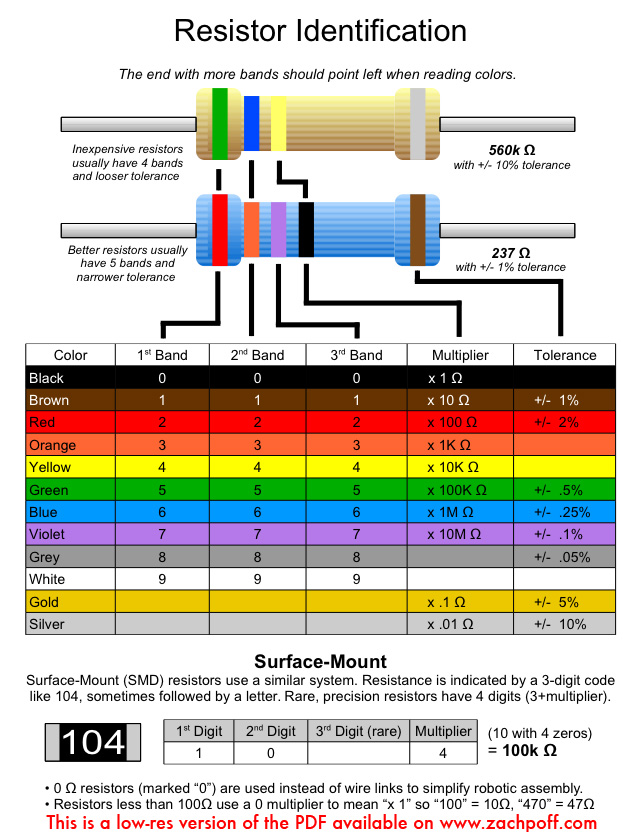 Resistor Identification
The end with more bands should point left when reading colors.
Inexpensive resistors
usually have 4 bands
and looser tolerance
560k Ω
with +/- 10% tolerance
Better resistors usually
have 5 bands and
narrower tolerance
237 Ω
with +/- 1% tolerance
Color 1st Band 2nd Band 3rd Band Multiplier Tolerance
Black 0 0 0 x 1 Ω
Brown 1 1 1 x 10 Ω +/- 1%
Red 2 2 2 x 100 Ω +/- 2%
Orange 3 3 3 x 1K Ω
Yellow 4 4 4 x 10K Ω
Green 5 5 5 x 100K Ω +/- .5%
Blue 6 6 6 x 1M Ω +/- .25%
Violet 7 7 7 x 10M Ω +/- .1%
Grey 8 8 8 +/- .05%
White 9 9 9
Gold x .1 Ω +/- 5%
Silver x .01 Ω +/- 10%
Surface-Mount
Surface-Mount (SMD) resistors use a similar system. Resistance is indicated by a 3-digit code
like 104, sometimes followed by a letter. Rare, precision resistors have 4 digits (3+multiplier).
104
1st Digit 2nd Digit 3rd Digit (rare) Multiplier
1 0 4
(10 with 4 zeros)
= 100k Ω
• 0 Ω resistors (marked “0”) are used instead of wire links to simplify robotic assembly.
• Resistors less than 100Ω use a 0 multiplier to mean “x 1” so “100” = 10Ω, “470” = 47Ω
This is a low-res version of the PDF available on www.zachpoff.com